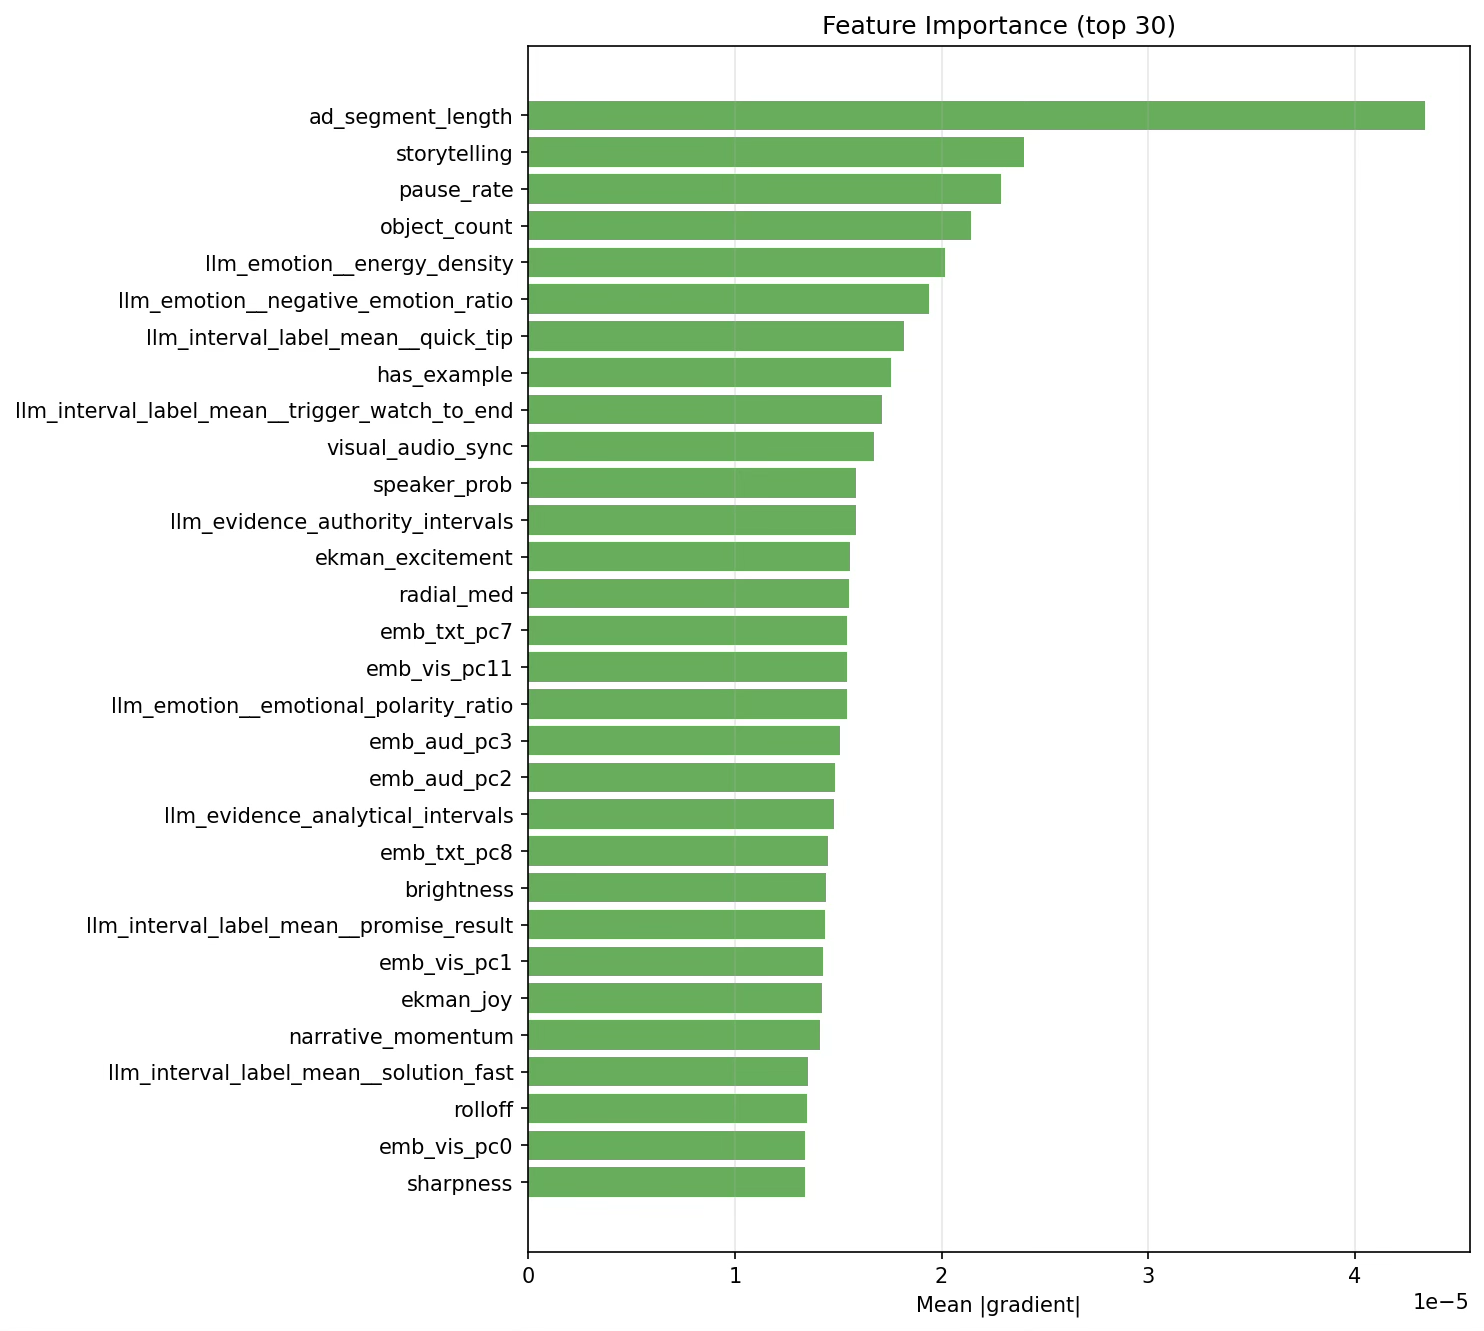 Feature Importance (top 30)
ad_segment_length
storytelling
pause_rate
object_count
llm_emotion__energy_density
llm_emotion__negative_emotion_ratio
llm_interval_label_mean__quick_tip
has_example
llm_interval_label_mean__trigger_watch_to_end
visual_audio_sync
speaker_prob
llm_evidence_authority_intervals
ekman_excitement
radial_med
emb_txt_pc7
emb_vis_pc11
llm_emotion__emotional_polarity_ratio
emb_aud_pc3
emb_aud_pc2
llm_evidence_analytical_intervals
emb_txt_pc8
brightness
llm_interval_label_mean__promise_result
emb_vis_pc1
ekman_joy
narrative_momentum
llm_interval_label_mean__solution_fast
rolloff
emb_vis_pc0
sharpness
0 1 2 3 4
1e−5
Mean |gradient|